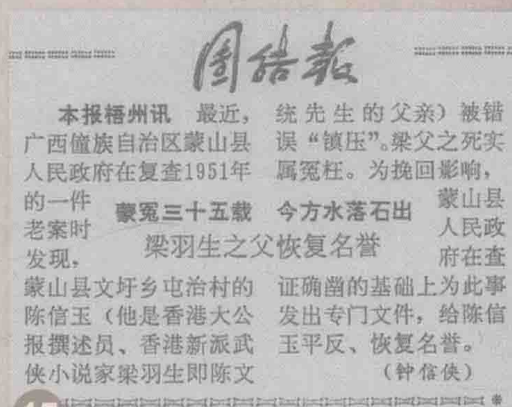 团结報
蒙冤三十五载 今方水落石出
梁羽生之父恢复名誉
本报梧州讯 最近，
广西僮族自治区蒙山县
人民政府在复查1951年
的一件
老案时
发现，
蒙山县文圩乡屯治村的
陈信玉（他是香港大公
报撰述员、香港新派武
侠小说家梁羽生即陈文
统先生的父亲）被错
误“镇压”。梁父之死实
属冤枉。为挽回影响，
蒙山县
人民政
府在查
证确凿的基础上为此事
发出专门文件，给陈信
玉平反、恢复名誉。
（钟信侠）